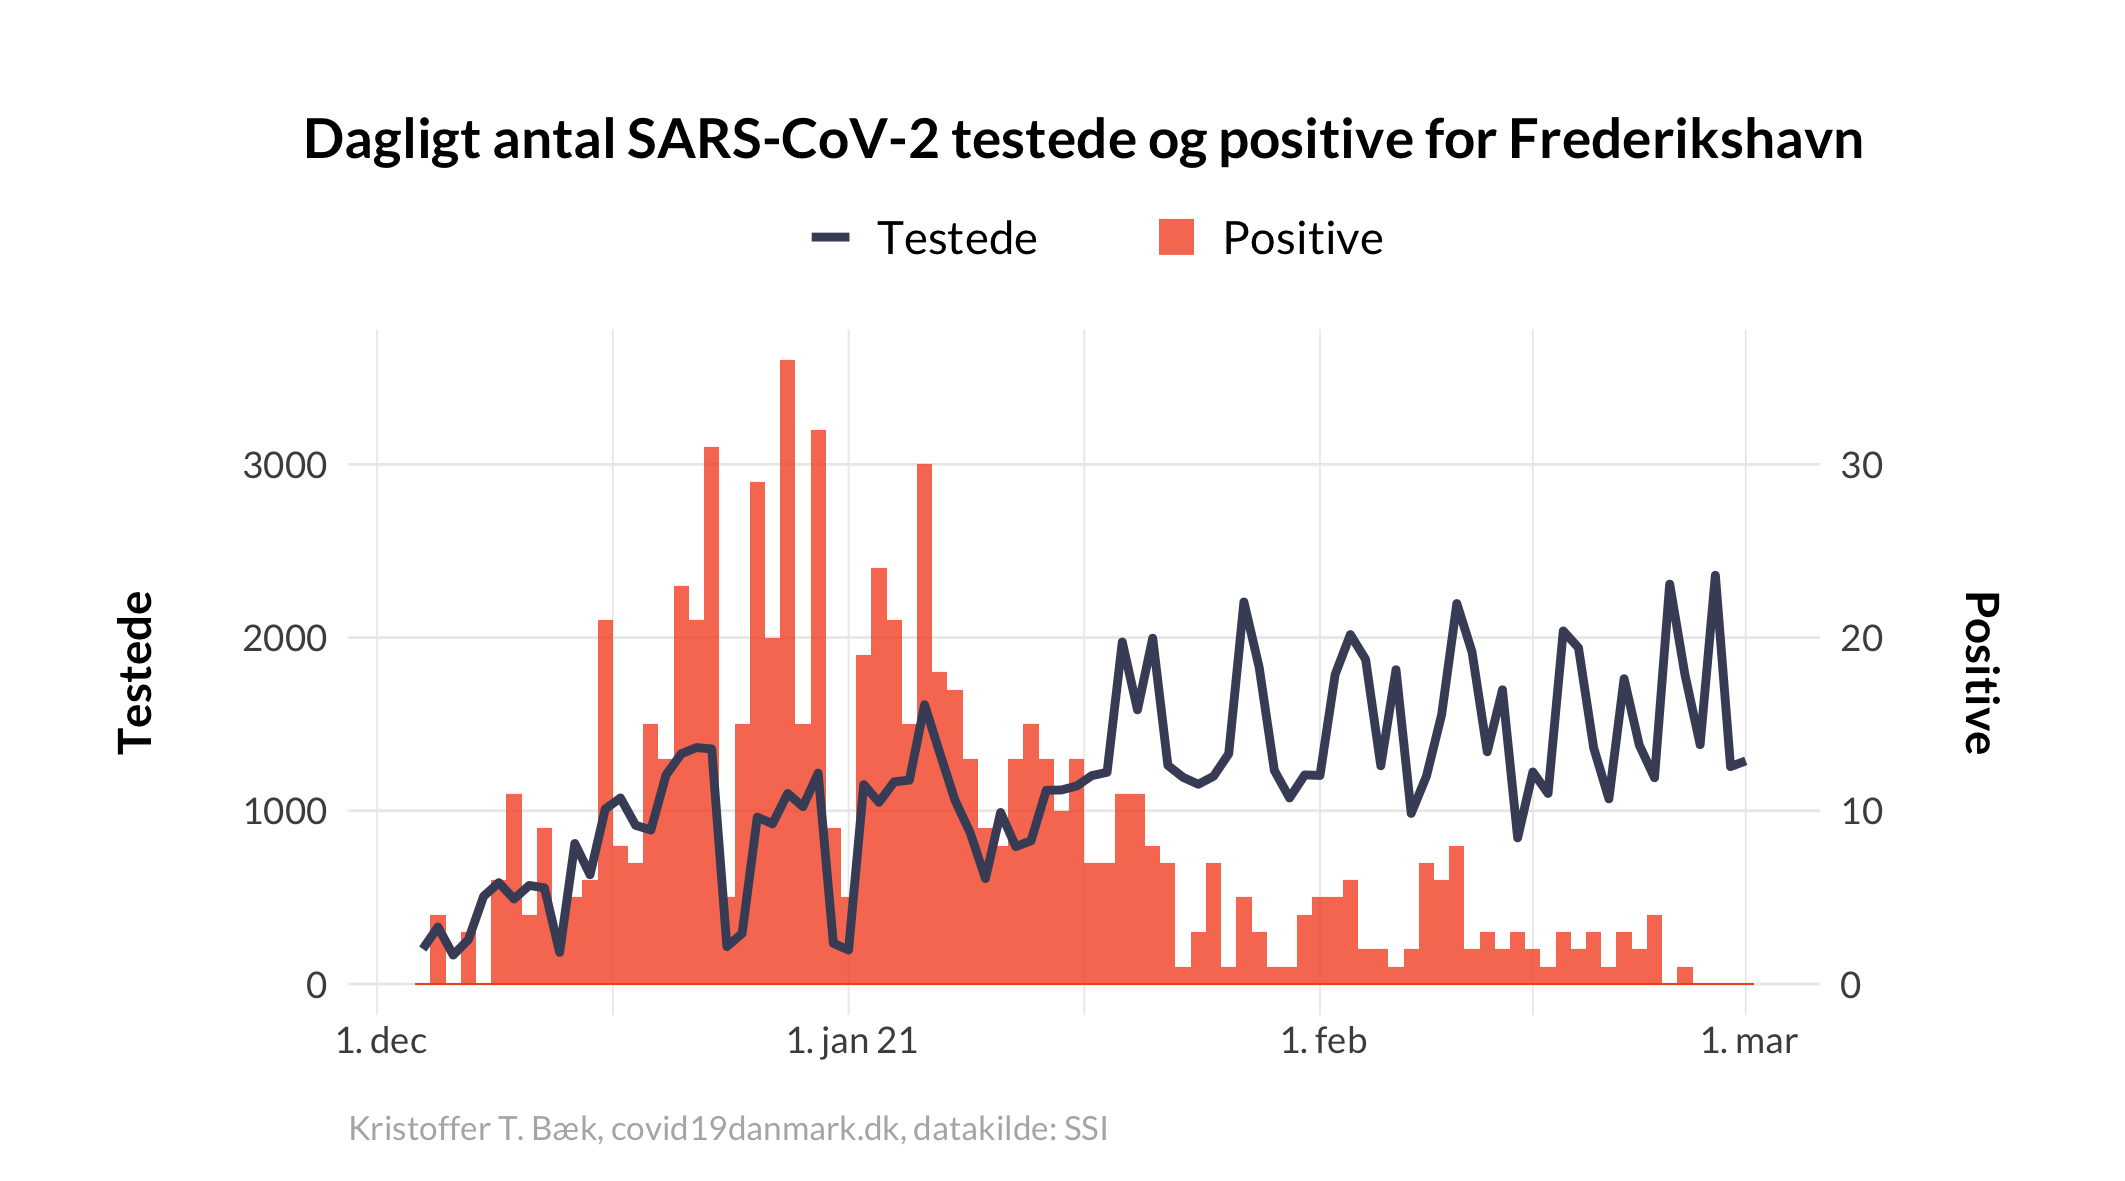 Dagligt antal SARS-CoV-2 testede og positive for Frederikshavn
Testede
Positive
Testede
3000
2000
1000
0
30
20
10
0
Positive
1. dec
1. jan 21
1. feb
1. mar
Kristoffer T. Bæk, covid19danmark.dk, datakilde: SSI